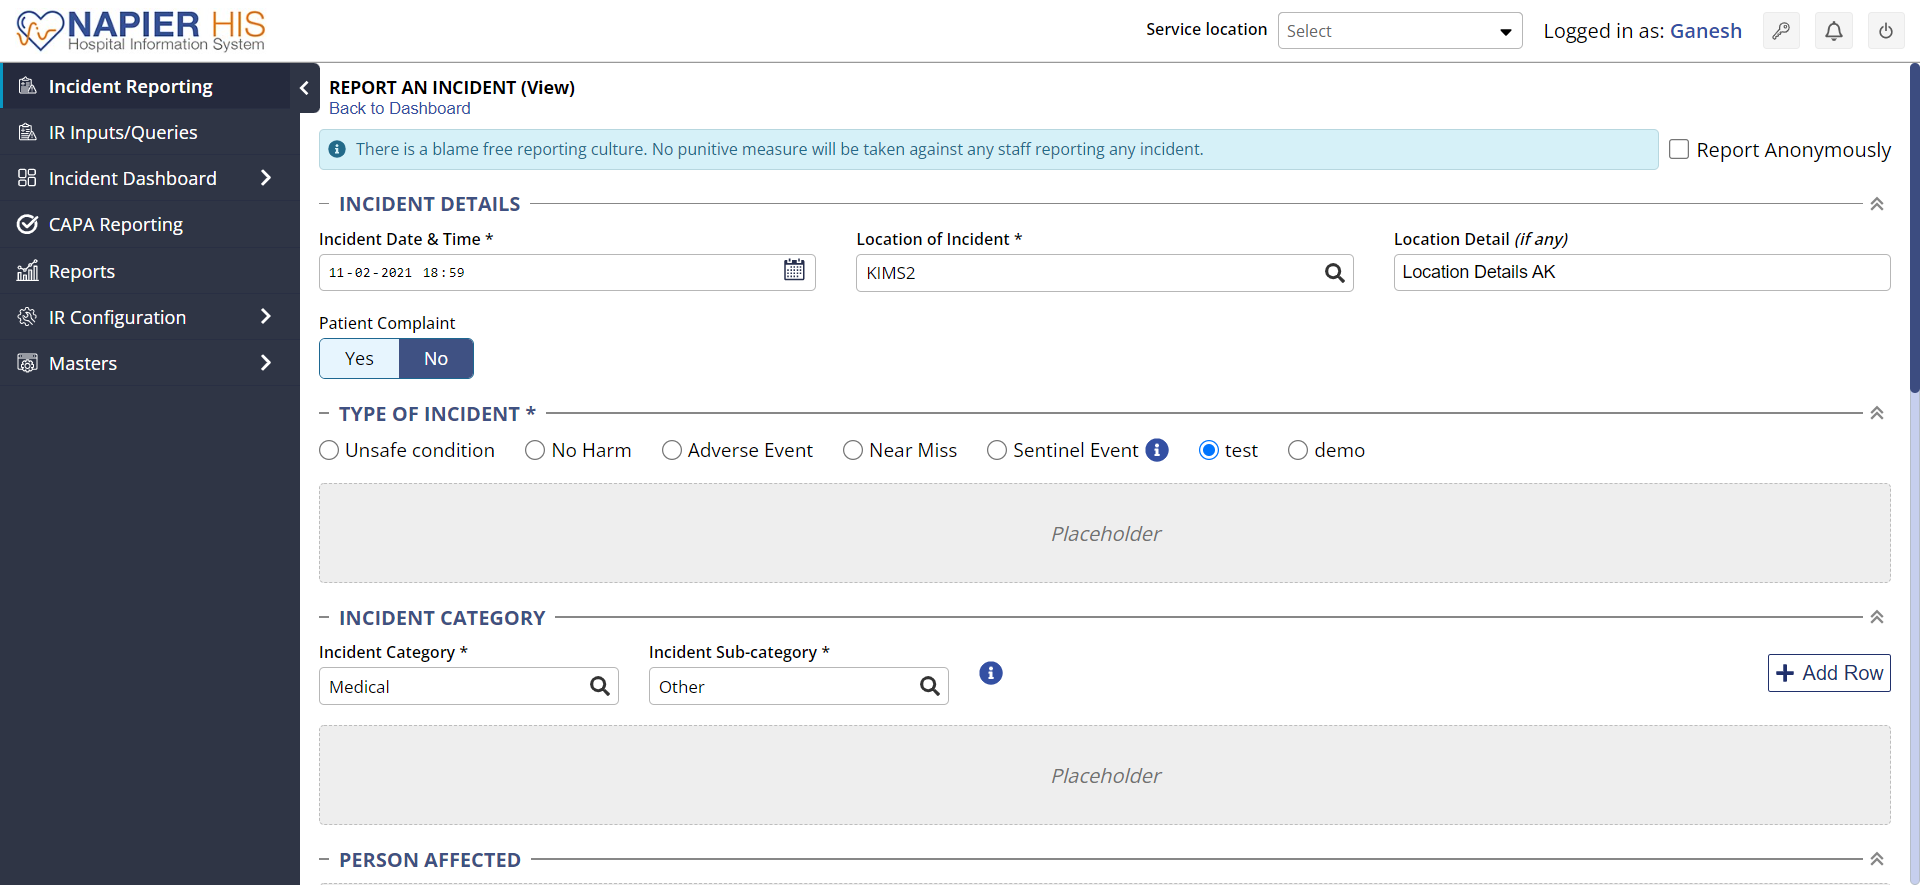 NAPIER HIS
Hospital Information System
Service location
Select
Logged in as: Ganesh
Incident Reporting
IR Inputs/Queries
Incident Dashboard
CAPA Reporting
Reports
IR Configuration
Masters
REPORT AN INCIDENT (View)
Back to Dashboard
There is a blame free reporting culture. No punitive measure will be taken against any staff reporting any incident.
Report Anonymously
INCIDENT DETAILS
Incident Date & Time *
Location of Incident *
Location Detail (if any)
11-02-2021 18:59
KIMS2
Location Details AK
Patient Complaint
Yes No
TYPE OF INCIDENT *
Unsafe condition No Harm Adverse Event Near Miss Sentinel Event test demo
Placeholder
INCIDENT CATEGORY
Incident Category *
Incident Sub-category *
Medical
Other
Add Row
Placeholder
PERSON AFFECTED